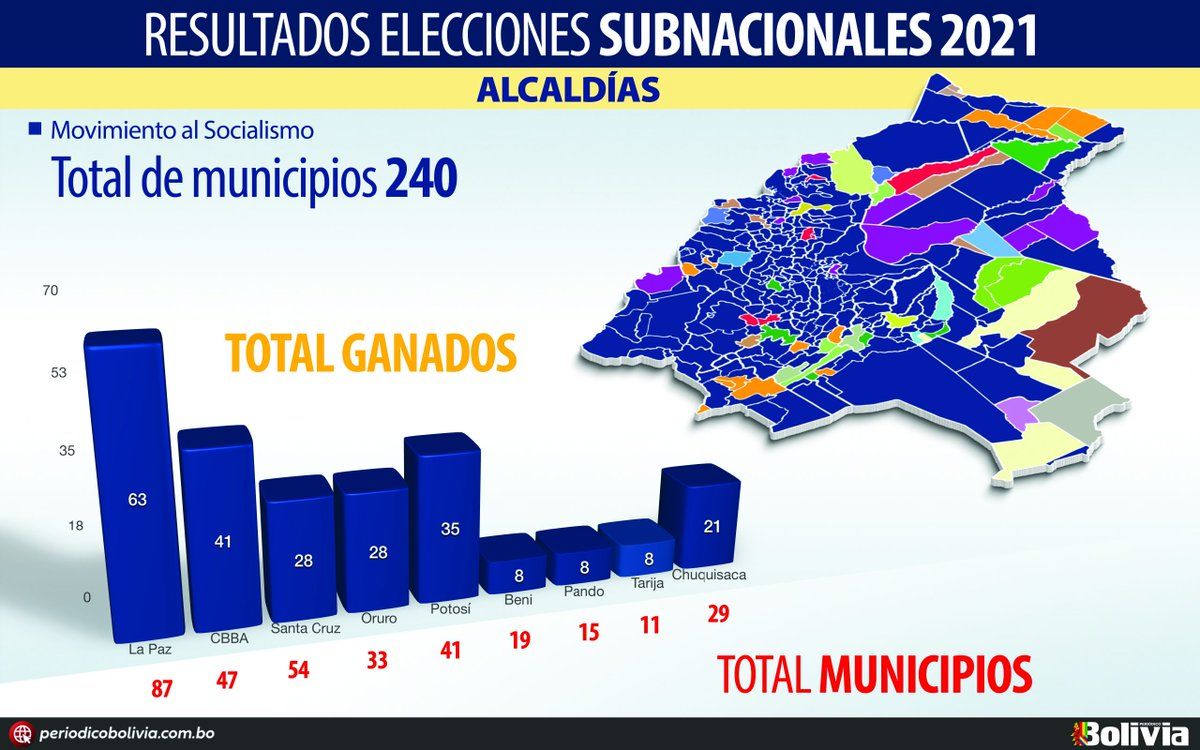 RESULTADOS ELECCIONES SUBNACIONALES 2021
ALCALDÍAS
Movimiento al Socialismo
Total de municipios 240
TOTAL GANADOS
70
53
35
18
0
63
41
28
28
35
8
8
8
21
La Paz
CBBA
Santa Cruz
Oruro
Potosí
Beni
Pando
Tarija
Chuquisaca
87
47
54
33
41
19
15
11
29
TOTAL MUNICIPIOS
periodicobolivia.com.bo
PERIÓDICO
Bolivia